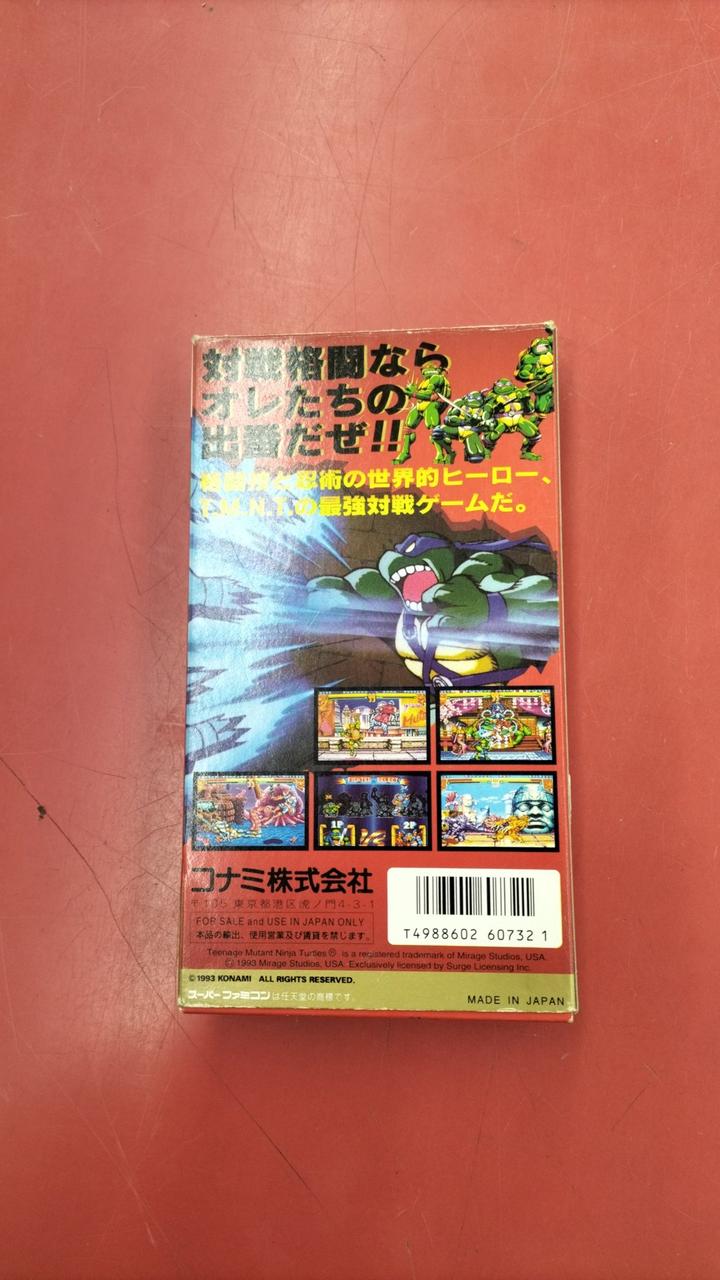 対戦格闘なら
オレたちの
出番だぜ!!
格闘技と忍術の世界的ヒーロー、
T.M.N.T.の最強対戦ゲームだ。
FIGHTER SELECT
1P
2P
コナミ株式会社
〒105 東京都港区虎ノ門4-3-1
FOR SALE and USE IN JAPAN ONLY
本品の輸出、使用営業及び賃貸を禁じます。
T4988602 60732 1
Teenage Mutant Ninja Turtles® is a registered trademark of Mirage Studios, USA.
© 1993 Mirage Studios, USA. Exclusively licensed by Surge Licensing Inc.
©1993 KONAMI ALL RIGHTS RESERVED.
スーパーファミコンは任天堂の商標です。
MADE IN JAPAN